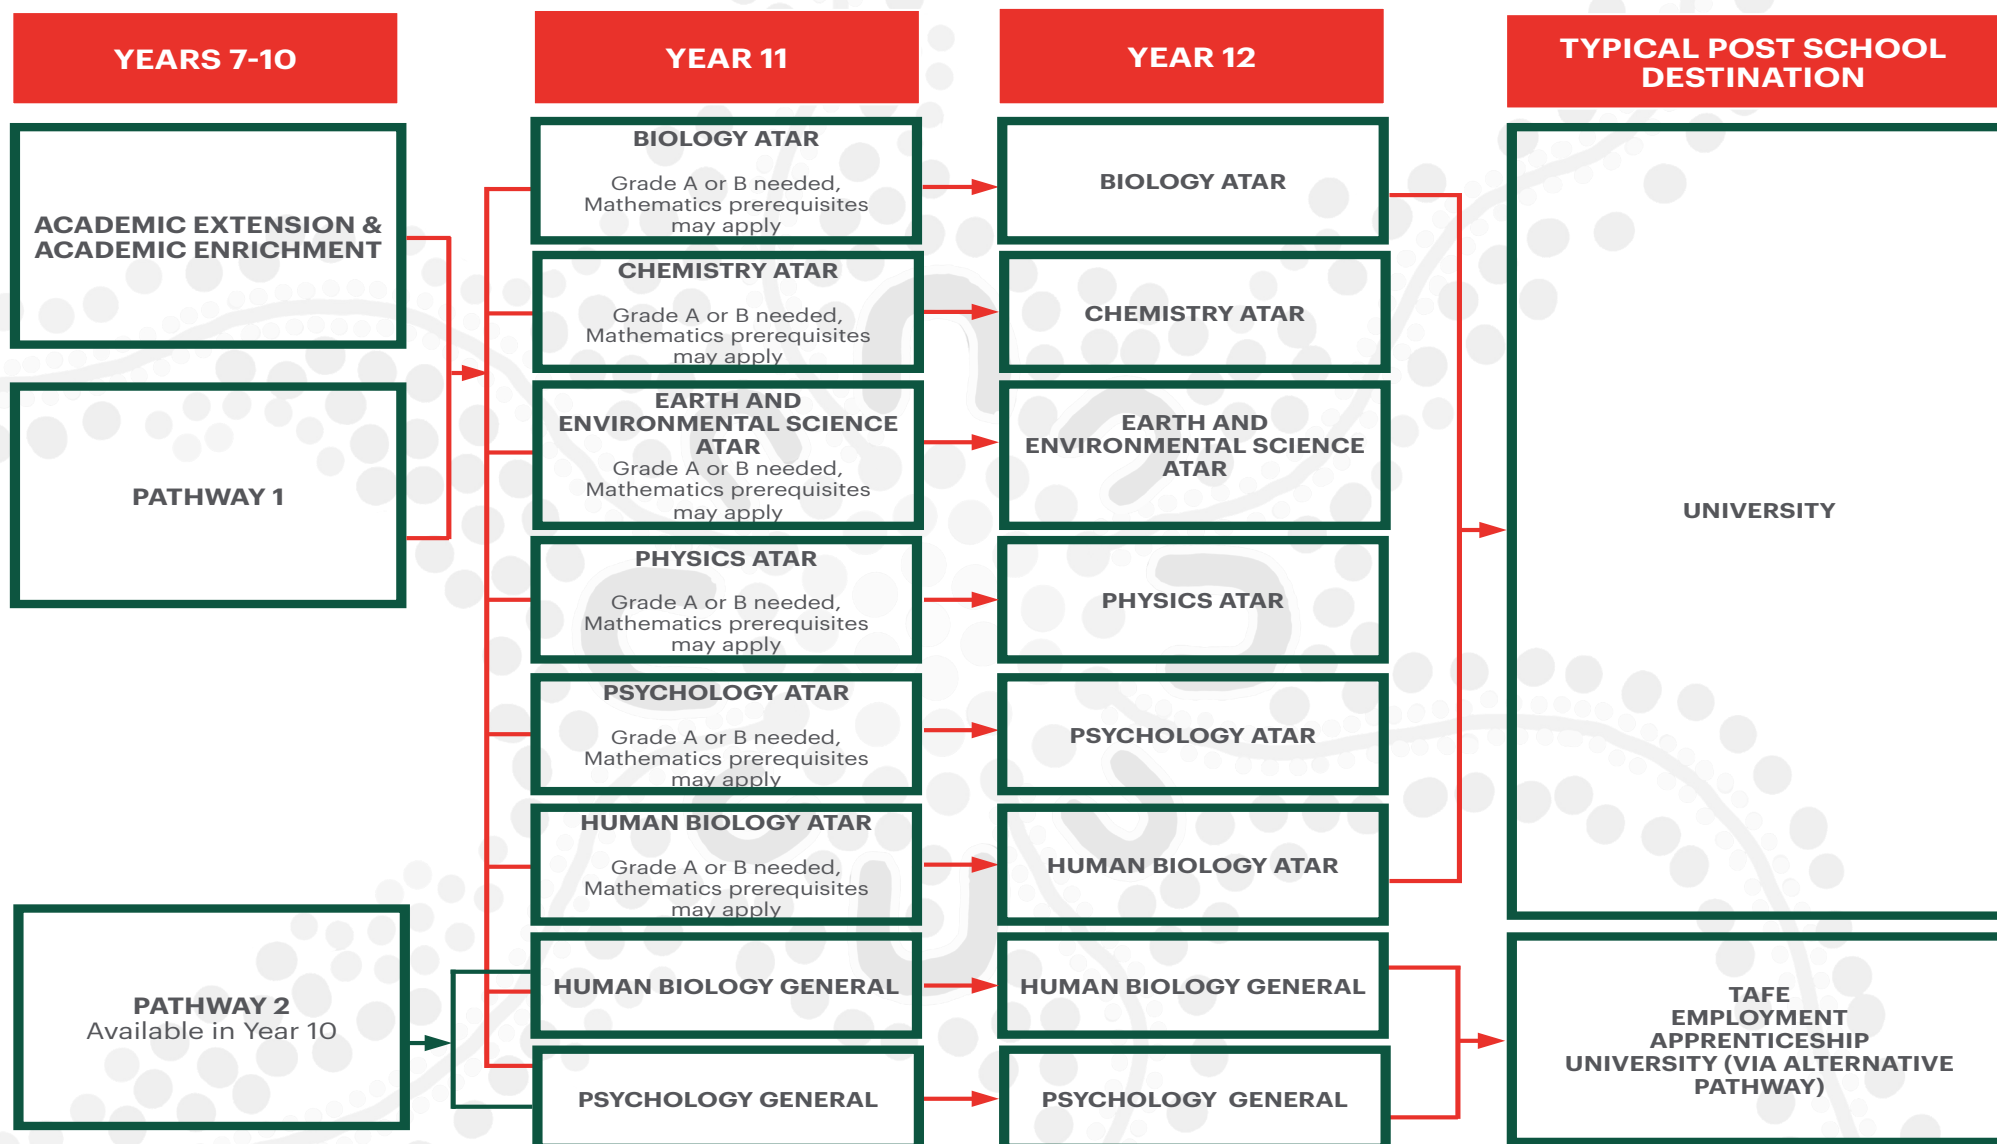 YEARS 7-10
YEAR 11
YEAR 12
TYPICAL POST SCHOOL
DESTINATION
ACADEMIC EXTENSION &
ACADEMIC ENRICHMENT
PATHWAY 1
PATHWAY 2
Available in Year 10
BIOLOGY ATAR
Grade A or B needed,
Mathematics prerequisites
may apply
CHEMISTRY ATAR
Grade A or B needed,
Mathematics prerequisites
may apply
EARTH AND
ENVIRONMENTAL SCIENCE
ATAR
Grade A or B needed,
Mathematics prerequisites
may apply
PHYSICS ATAR
Grade A or B needed,
Mathematics prerequisites
may apply
PSYCHOLOGY ATAR
Grade A or B needed,
Mathematics prerequisites
may apply
HUMAN BIOLOGY ATAR
Grade A or B needed,
Mathematics prerequisites
may apply
HUMAN BIOLOGY GENERAL
PSYCHOLOGY GENERAL
BIOLOGY ATAR
CHEMISTRY ATAR
EARTH AND
ENVIRONMENTAL SCIENCE
ATAR
PHYSICS ATAR
PSYCHOLOGY ATAR
HUMAN BIOLOGY ATAR
HUMAN BIOLOGY GENERAL
PSYCHOLOGY GENERAL
UNIVERSITY
TAFE
EMPLOYMENT
APPRENTICESHIP
UNIVERSITY (VIA ALTERNATIVE
PATHWAY)